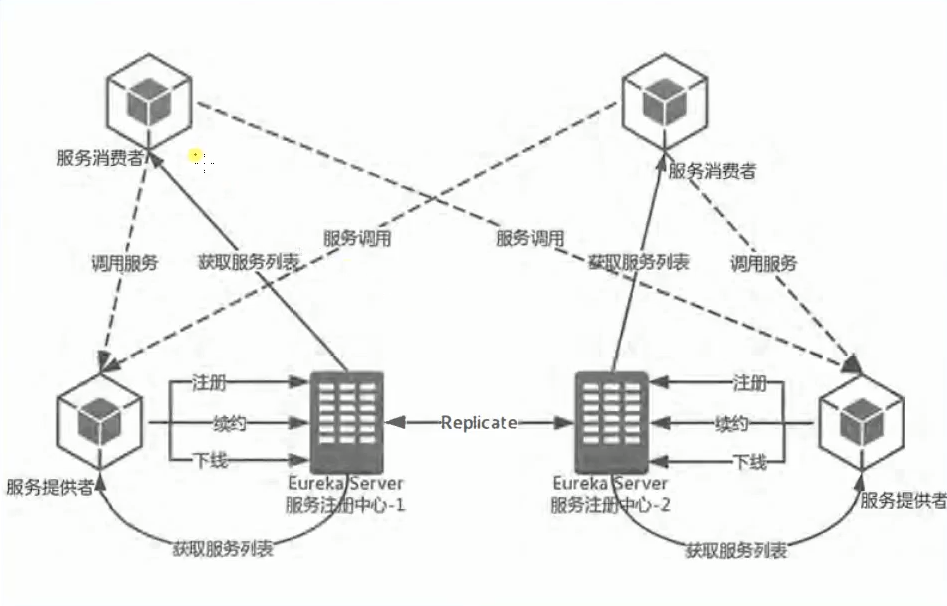 服务消费者
服务消费者
服务调用
服务调用
调用服务
获取服务列表
获取服务列表
调用服务
注册
注册
续约
Replicate
续约
下线
下线
服务提供者
Eureka Server
服务注册中心-1
Eureka Server
服务注册中心-2
服务提供者
获取服务列表
获取服务列表